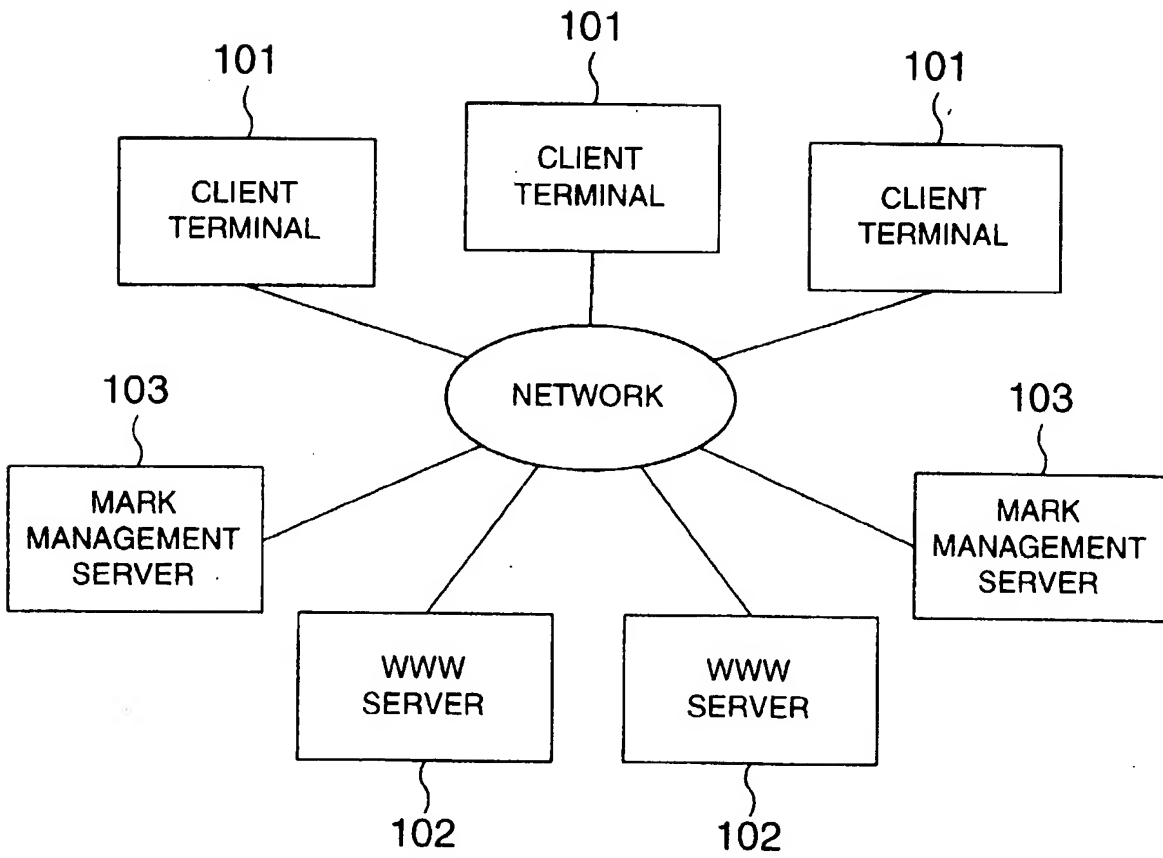 101
101
101
CLIENT
TERMINAL
CLIENT
TERMINAL
CLIENT
TERMINAL
NETWORK
103
103
MARK
MANAGEMENT
SERVER
MARK
MANAGEMENT
SERVER
WWW
SERVER
WWW
SERVER
102
102